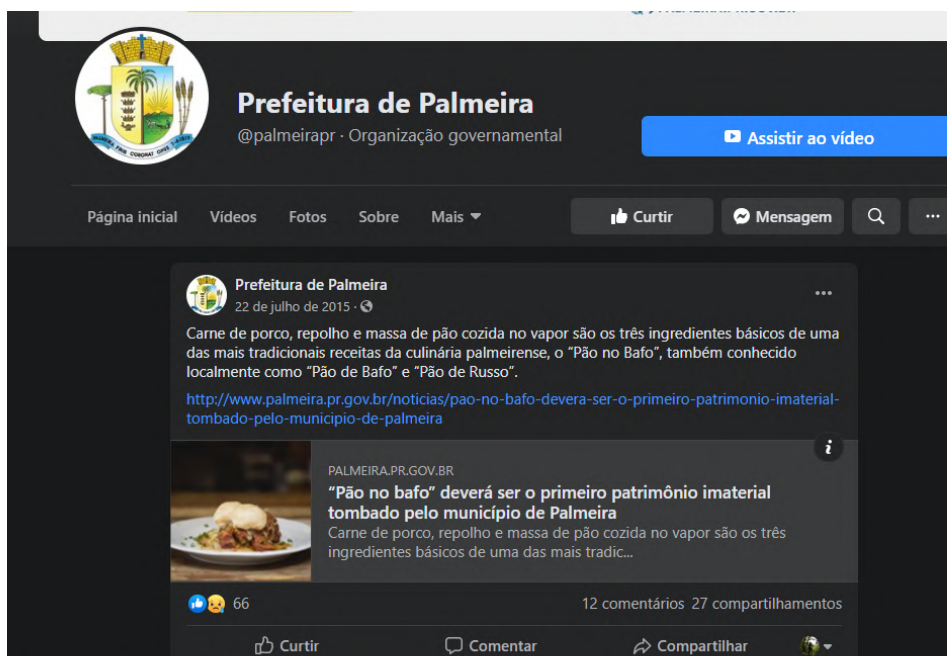 Prefeitura de Palmeira
@palmeirapr · Organização governamental
Assistir ao vídeo
Página inicial Vídeos Fotos Sobre Mais
Curtir Mensagem
Prefeitura de Palmeira
22 de julho de 2015 ·
Carne de porco, repolho e massa de pão cozida no vapor são os três ingredientes básicos de uma
das mais tradicionais receitas da culinária palmeirense, o “Pão no Bafo”, também conhecido
localmente como “Pão de Bafo” e “Pão de Russo”.
http://www.palmeira.pr.gov.br/noticias/pao-no-bafo-devera-ser-o-primeiro-patrimonio-imaterial-
tombado-pelo-municipio-de-palmeira
PALMEIRA.PR.GOV.BR
“Pão no bafo” deverá ser o primeiro patrimônio imaterial
tombado pelo município de Palmeira
Carne de porco, repolho e massa de pão cozida no vapor são os três
ingredientes básicos de uma das mais tradic...
66
12 comentários 27 compartilhamentos
Curtir Comentar Compartilhar